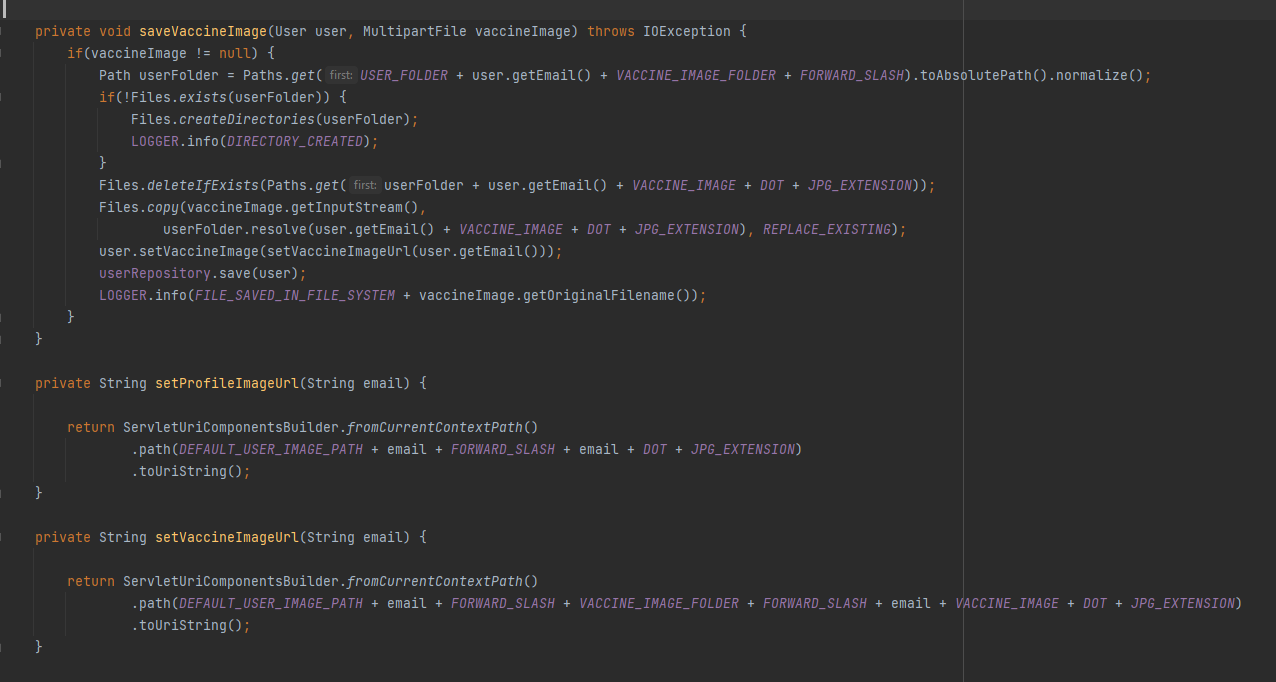 private void saveVaccineImage(User user, MultipartFile vaccineImage) throws IOException {
if(vaccineImage != null) {
Path userFolder = Paths.get( first: USER_FOLDER + user.getEmail() + VACCINE_IMAGE_FOLDER + FORWARD_SLASH).toAbsolutePath().normalize();
if(!Files.exists(userFolder)) {
Files.createDirectories(userFolder);
LOGGER.info(DIRECTORY_CREATED);
}
Files.deleteIfExists(Paths.get( first: userFolder + user.getEmail() + VACCINE_IMAGE + DOT + JPG_EXTENSION));
Files.copy(vaccineImage.getInputStream(),
userFolder.resolve(user.getEmail() + VACCINE_IMAGE + DOT + JPG_EXTENSION), REPLACE_EXISTING);
user.setVaccineImage(setVaccineImageUrl(user.getEmail()));
userRepository.save(user);
LOGGER.info(FILE_SAVED_IN_FILE_SYSTEM + vaccineImage.getOriginalFilename());
}
}
private String setProfileImageUrl(String email) {
return ServletUriComponentsBuilder.fromCurrentContextPath()
.path(DEFAULT_USER_IMAGE_PATH + email + FORWARD_SLASH + email + DOT + JPG_EXTENSION)
.toUriString();
}
private String setVaccineImageUrl(String email) {
return ServletUriComponentsBuilder.fromCurrentContextPath()
.path(DEFAULT_USER_IMAGE_PATH + email + FORWARD_SLASH + VACCINE_IMAGE_FOLDER + FORWARD_SLASH + email + VACCINE_IMAGE + DOT + JPG_EXTENSION)
.toUriString();
}